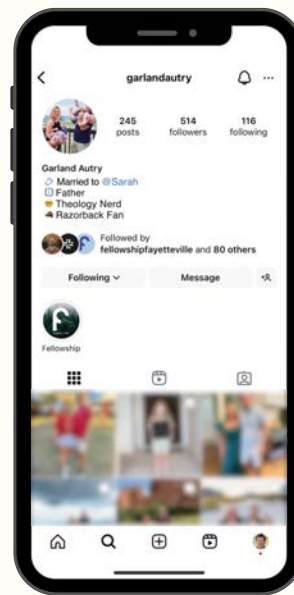 garlandautry
245 514 116
posts followers following
Garland Autry
Married to @Sarah
Father
Theology Nerd
Razorback Fan
Followed by
fellowshipfayetteville and 80 others
Following Message
Fellowship